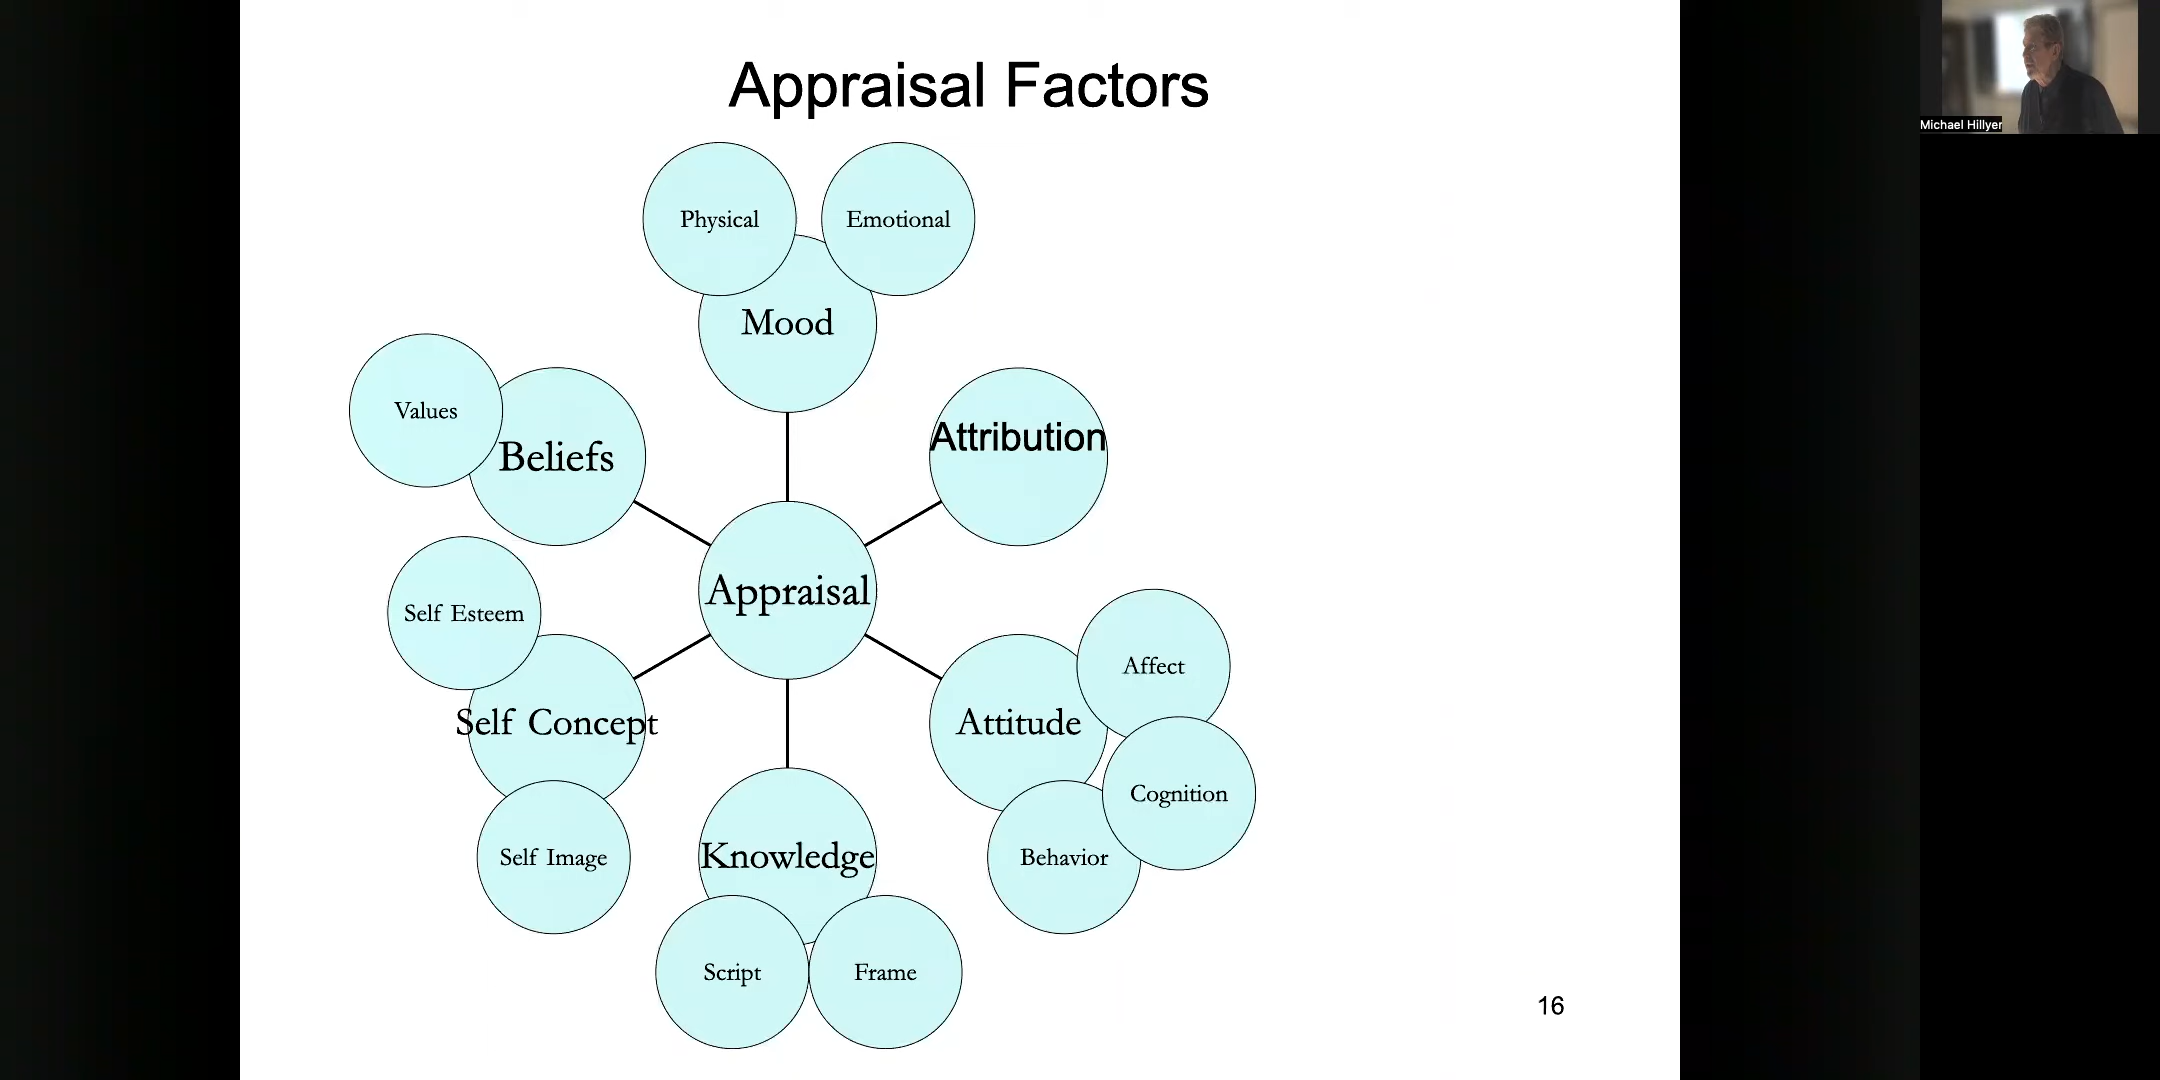 Appraisal Factors
Michael Hillyer
Physical
Emotional
Mood
Values
Beliefs
Attribution
Appraisal
Self Esteem
Self Concept
Self Image
Affect
Attitude
Cognition
Behavior
Knowledge
Script
Frame
16